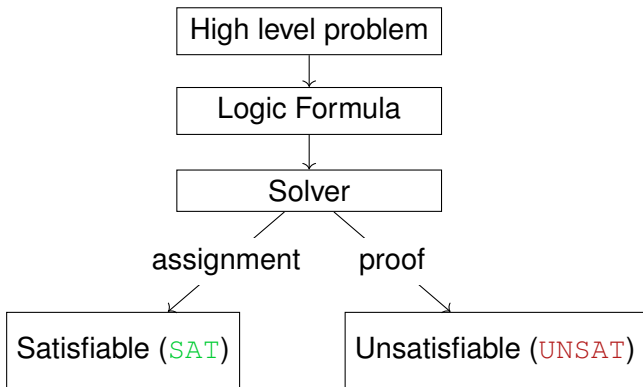 High level problem
Logic Formula
Solver
assignment
proof
Satisfiable (SAT)
Unsatisfiable (UNSAT)